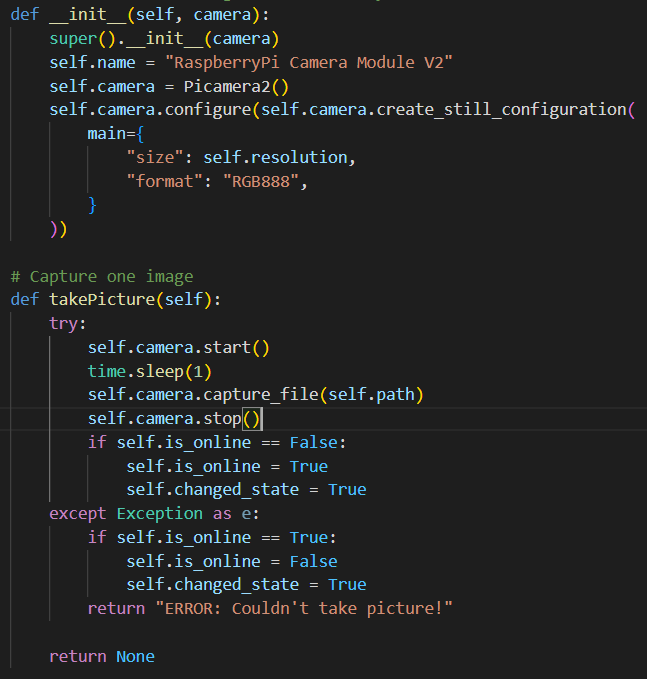 def __init__(self, camera):
    super().__init__(camera)
    self.name = "RaspberryPi Camera Module V2"
    self.camera = Picamera2()
    self.camera.configure(self.camera.create_still_configuration(
        main={
            "size": self.resolution,
            "format": "RGB888",
        }
    ))
# Capture one image
def takePicture(self):
    try:
        self.camera.start()
        time.sleep(1)
        self.camera.capture_file(self.path)
        self.camera.stop()
        if self.is_online == False:
            self.is_online = True
            self.changed_state = True
    except Exception as e:
        if self.is_online == True:
            self.is_online = False
            self.changed_state = True
        return "ERROR: Couldn't take picture!"
    return None